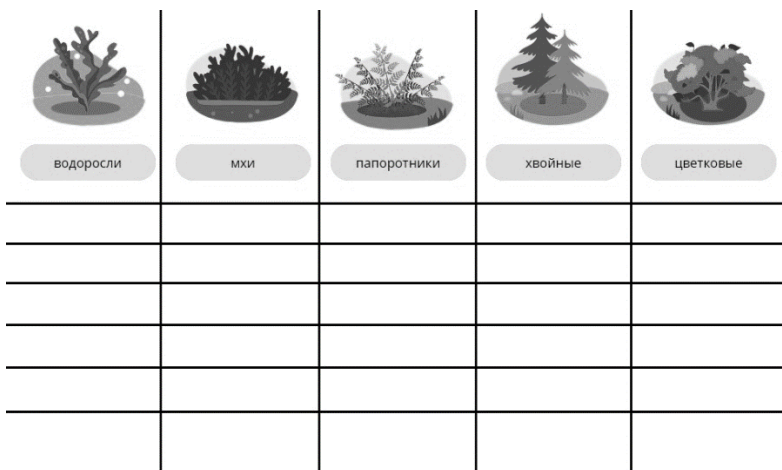 водоросли
мхи
папоротники
хвойные
цветковые